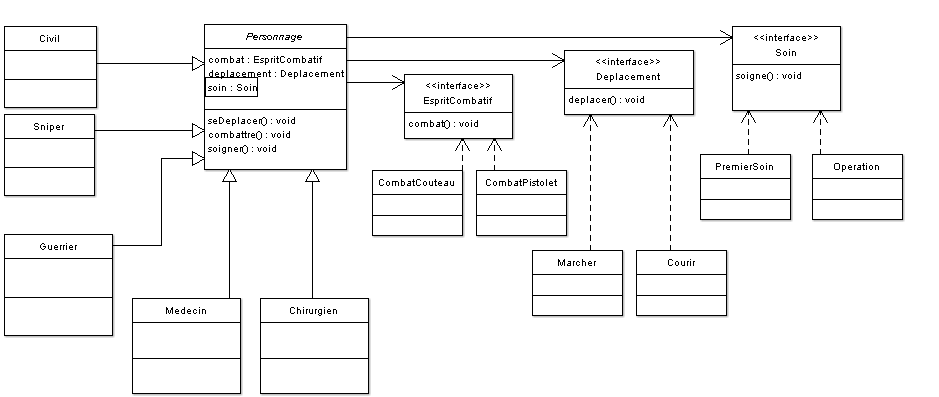 Civil
Sniper
Guerrier
Personnage
combat : EspritCombatif
deplacement : Deplacement
soin : Soin
seDeplacer() : void
combattre() : void
soigner() : void
Medecin
Chirurgien
<<interface>>
EspritCombatif
combat() : void
CombatCouteau
CombatPistolet
<<interface>>
Deplacement
deplacer() : void
Marcher
Courir
<<interface>>
Soin
soigne() : void
PremierSoin
Operation